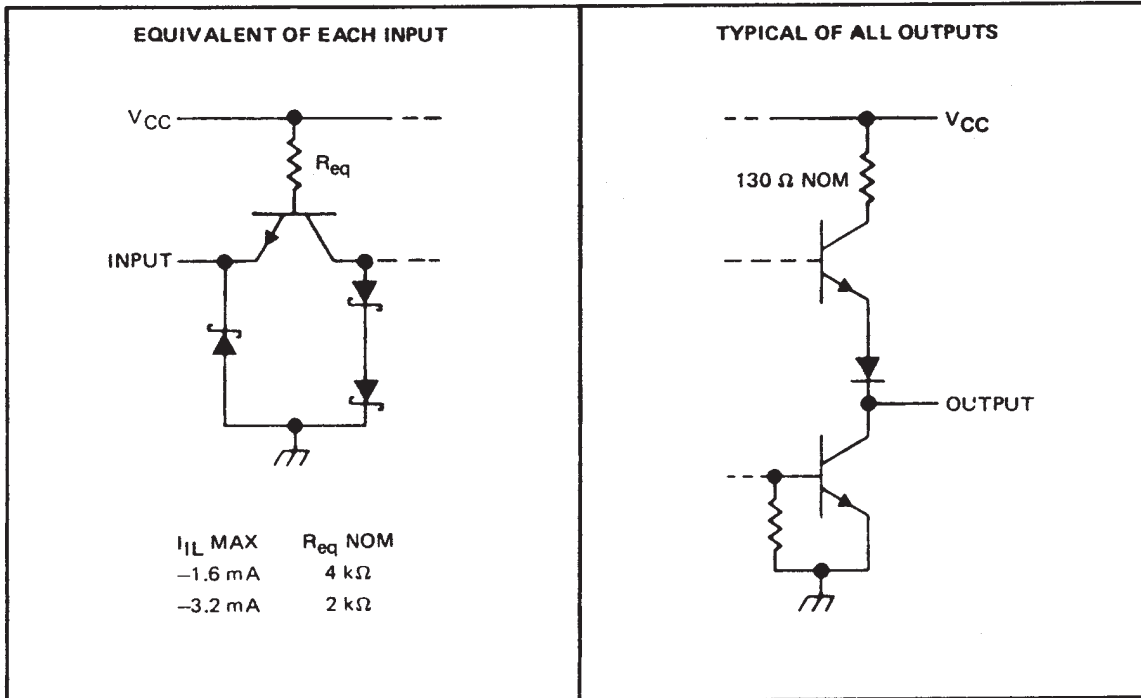 EQUIVALENT OF EACH INPUT
VCC
Req
INPUT
IIL MAX Req NOM
−1.6 mA 4 kΩ
−3.2 mA 2 kΩ
TYPICAL OF ALL OUTPUTS
VCC
130 Ω NOM
OUTPUT